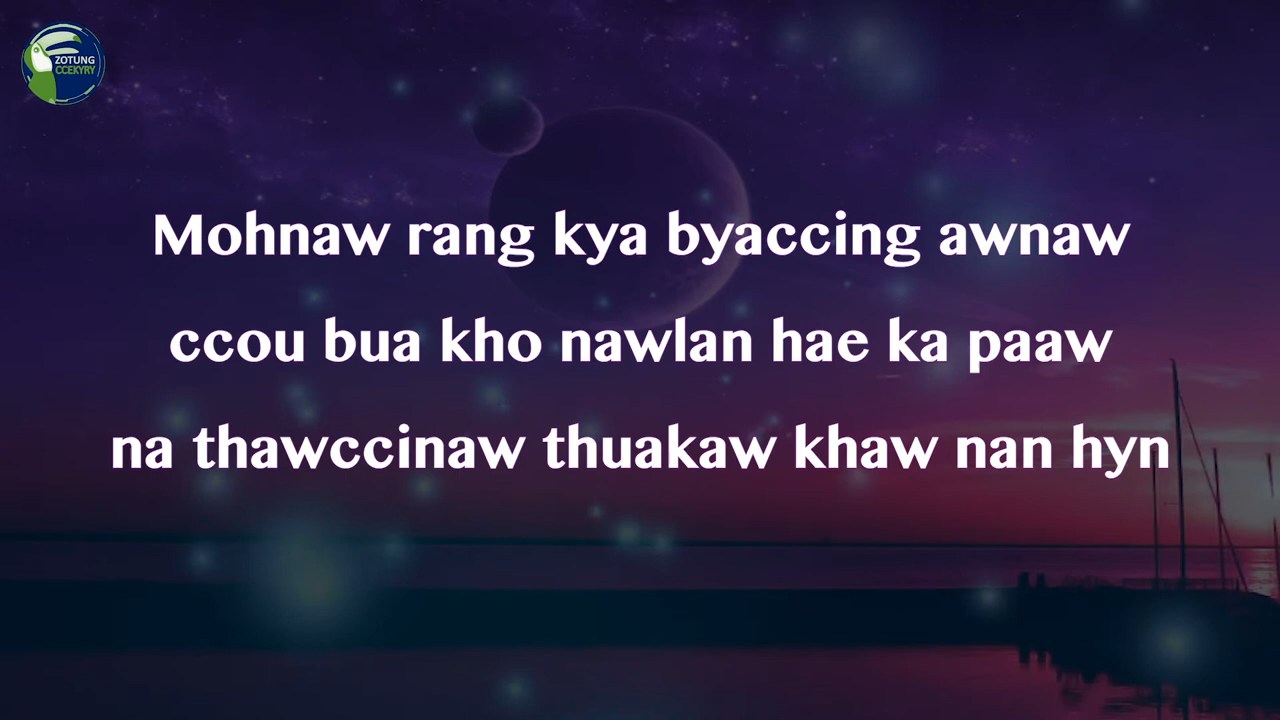 ZOTUNG
CCEKYRY
Mohnaw rang kya byaccing awnaw
ccou bua kho nawlan hae ka paaw
na thawccinaw thuakaw khaw nan hyn